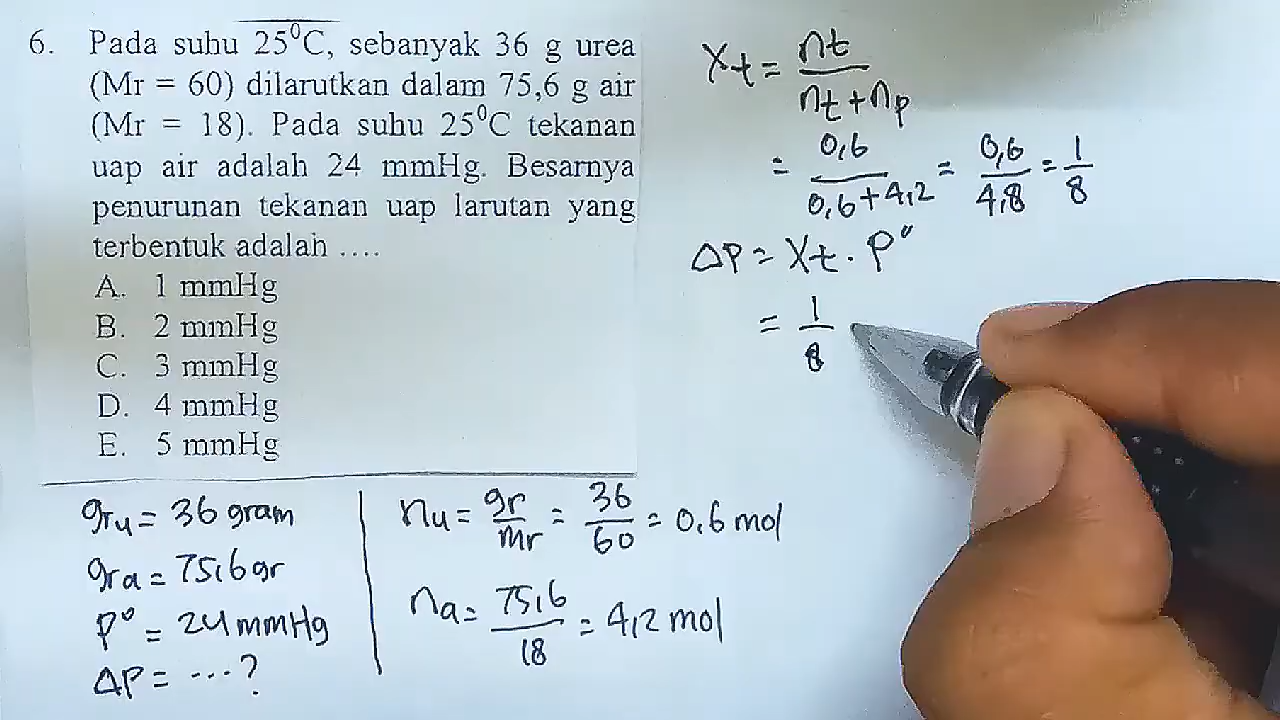 6. Pada suhu 25⁰C, sebanyak 36 g urea
(Mr = 60) dilarutkan dalam 75,6 g air
(Mr = 18). Pada suhu 25⁰C tekanan
uap air adalah 24 mmHg. Besarnya
penurunan tekanan uap larutan yang
terbentuk adalah ....
A. 1 mmHg
B. 2 mmHg
C. 3 mmHg
D. 4 mmHg
E. 5 mmHg
gru = 36 gram
gra = 75,6 gr
P⁰ = 24 mmHg
ΔP = ...?
nu = gr/mr = 36/60 = 0,6 mol
na = 75,6/18 = 4,2 mol
Xt = nt/(nt + np)
= 0,6/(0,6 + 4,2) = 0,6/4,8 = 1/8
ΔP = Xt . P⁰
= 1/8